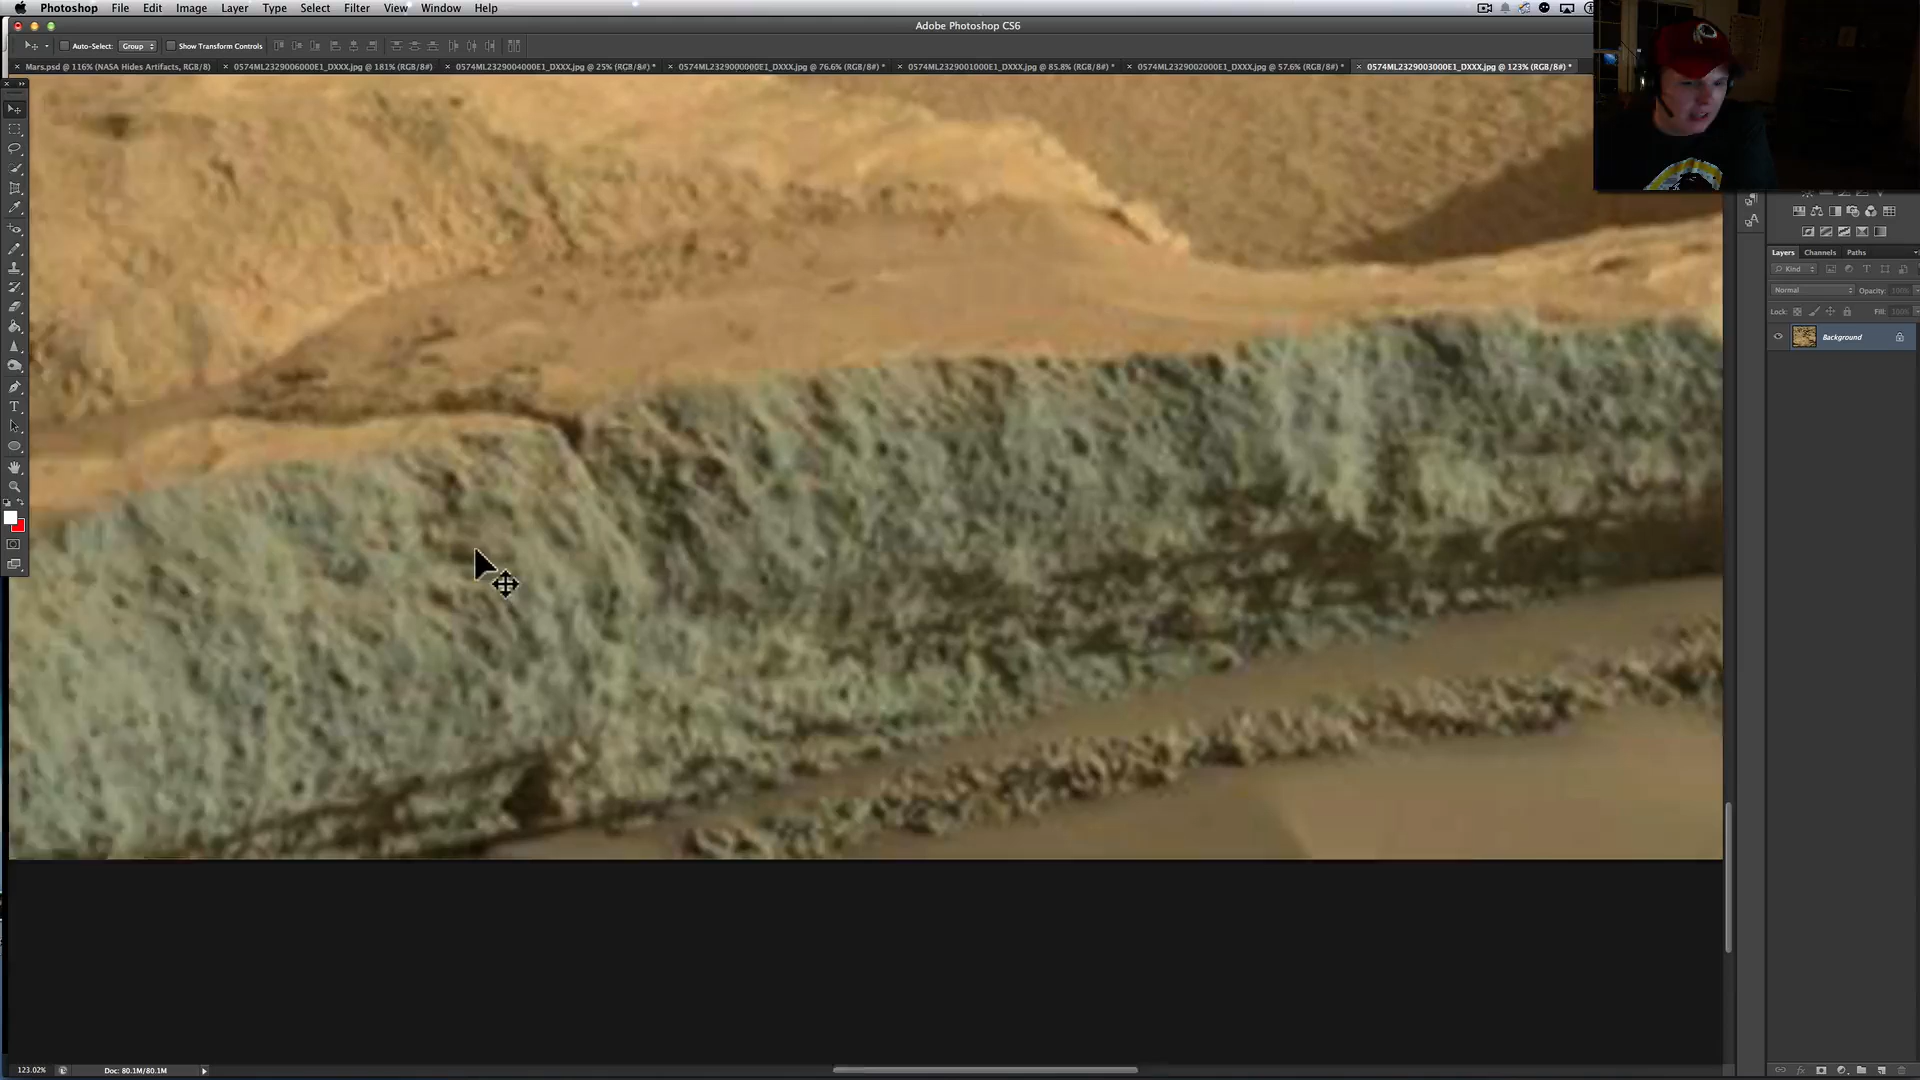 Photoshop File Edit Image Layer Type Select Filter View Window Help
Adobe Photoshop CS6
Auto-Select: Group Show Transform Controls
× Mars.psd @ 116% (NASA Hides Artifacts, RGB/8) × 0574ML2329006000E1_DXXX.jpg @ 181% (RGB/8#) × 0574ML2329004000E1_DXXX.jpg @ 25% (RGB/8#) * × 0574ML2329000000E1_DXXX.jpg @ 76.6% (RGB/8#) * × 0574ML2329001000E1_DXXX.jpg @ 85.8% (RGB/8#) * × 0574ML2329002000E1_DXXX.jpg @ 57.6% (RGB/8#) * × 0574ML2329003000E1_DXXX.jpg @ 123% (RGB/8#) *
Layers Channels Paths
Kind
Normal Opacity: 100%
Lock: Fill: 100%
Background
123.02% Doc: 80.1M/80.1M